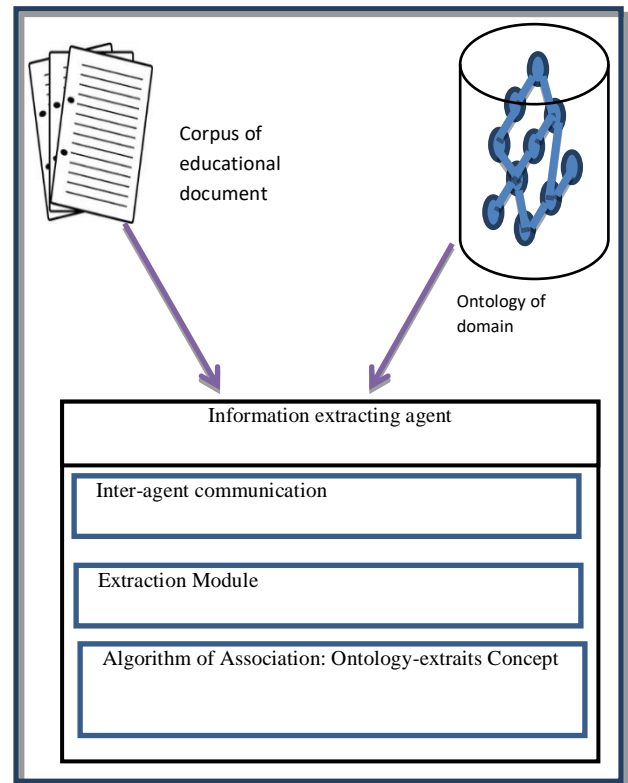 Corpus of
educational
document
Ontology of
domain
Information extracting agent
Inter-agent communication
Extraction Module
Algorithm of Association: Ontology-extraits Concept